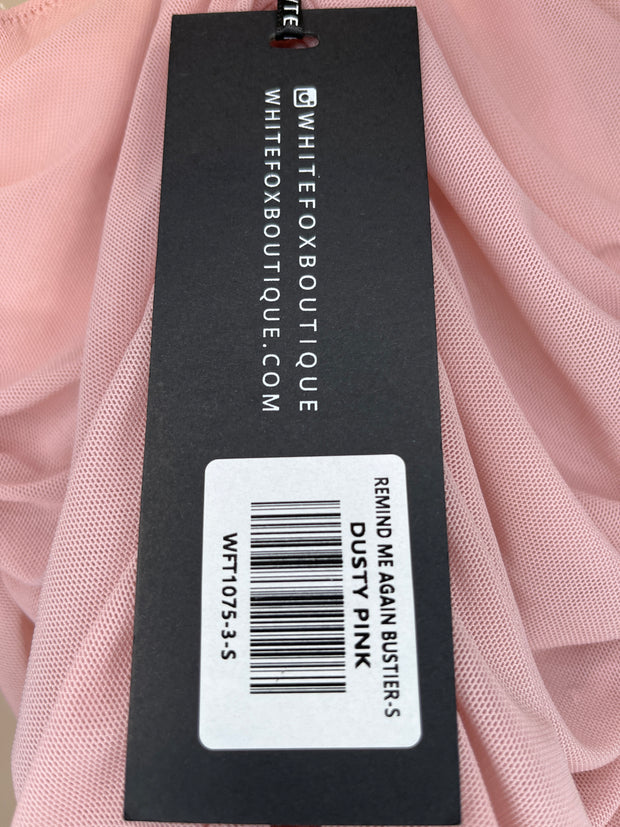 WHITEFOXBOUTIQUE
WHITEFOXBOUTIQUE.COM
REMIND ME AGAIN BUSTIER-S
DUSTY PINK
WFT1075-3-S